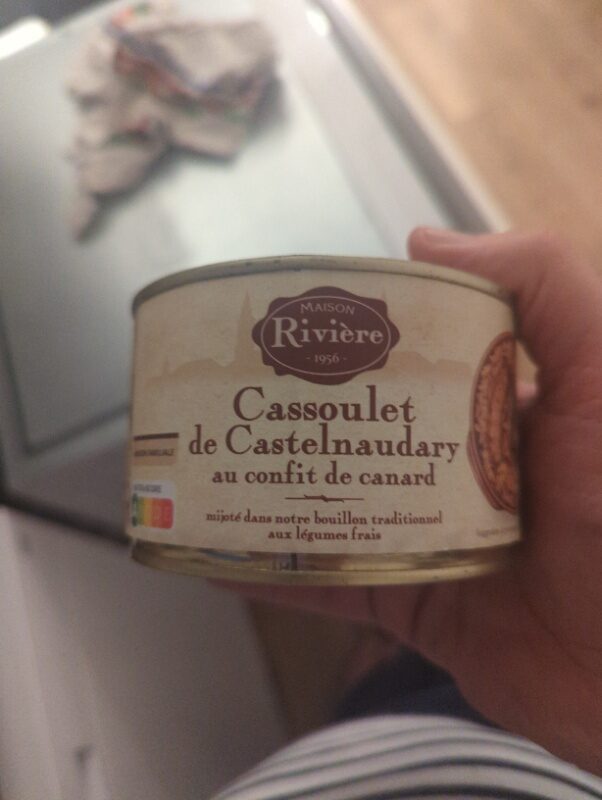 MAISON
Rivière
- 1956 -
Cassoulet
de Castelnaudary
au confit de canard
mijoté dans notre bouillon traditionnel
aux légumes frais